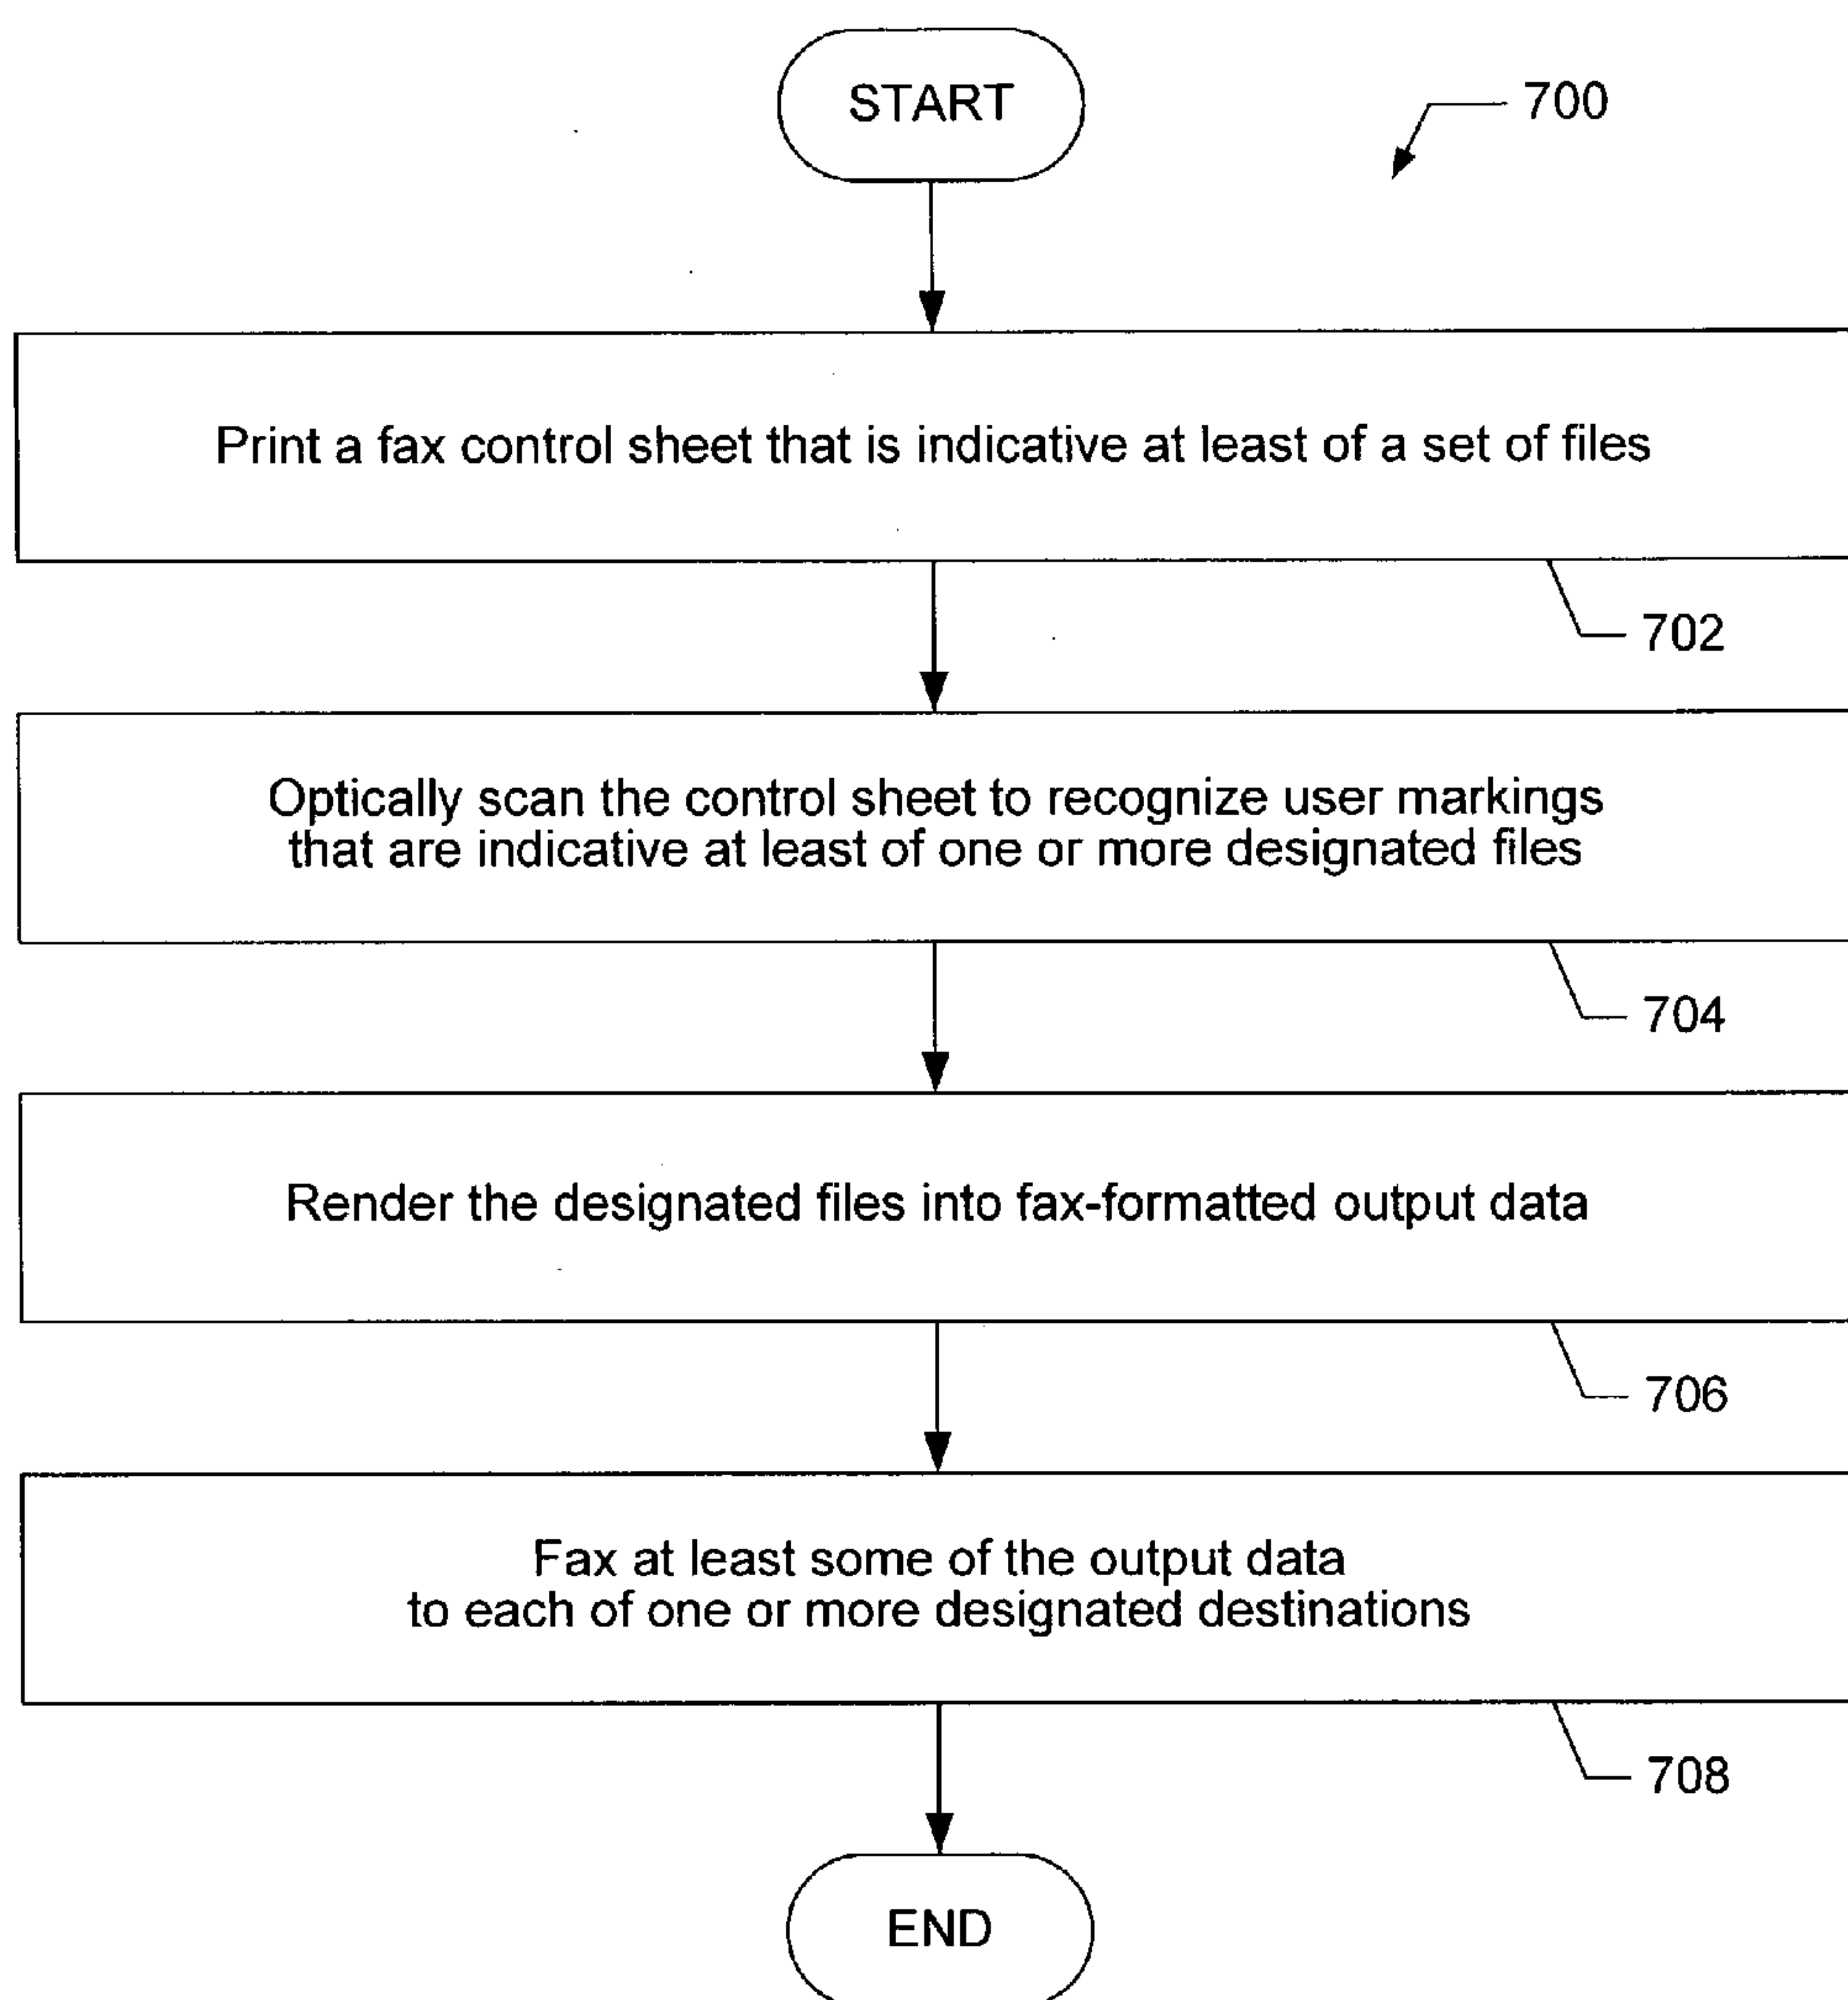 START
700
Print a fax control sheet that is indicative at least of a set of files
702
Optically scan the control sheet to recognize user markings
that are indicative at least of one or more designated files
704
Render the designated files into fax-formatted output data
706
Fax at least some of the output data
to each of one or more designated destinations
708
END